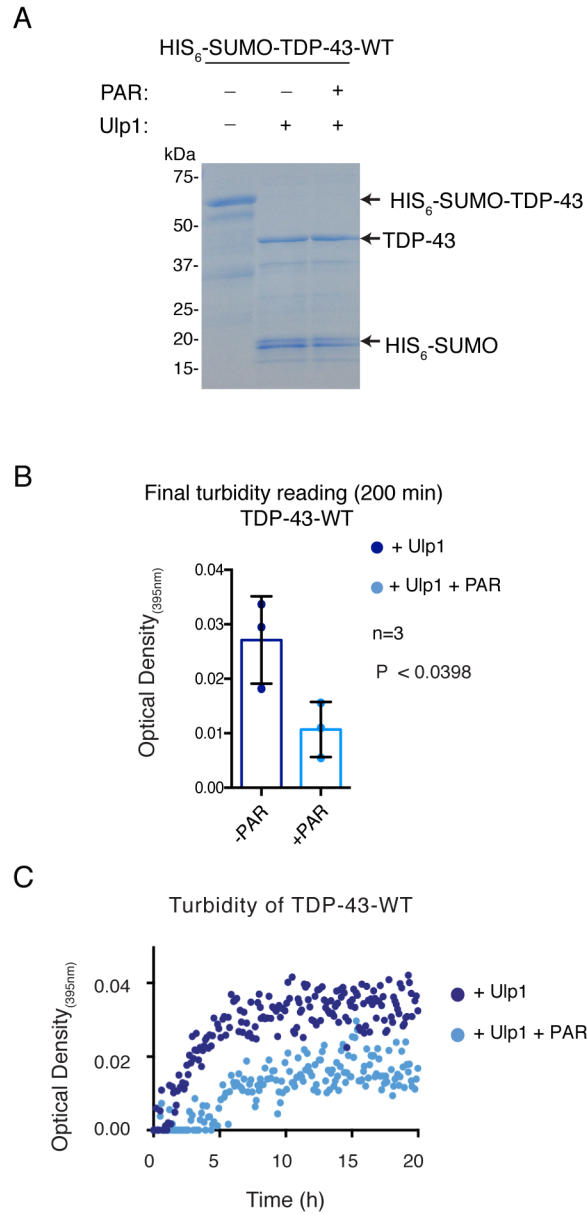 A
HIS6-SUMO-TDP-43-WT
PAR: – – +
Ulp1: – + +
kDa
75-
HIS6-SUMO-TDP-43
50-
TDP-43
37-
25-
20-
HIS6-SUMO
15-
B
Final turbidity reading (200 min)
TDP-43-WT
+ Ulp1
+ Ulp1 + PAR
n=3
P < 0.0398
Optical Density(395nm)
0.04
0.03
0.02
0.01
0.00
-PAR +PAR
C
Turbidity of TDP-43-WT
+ Ulp1
+ Ulp1 + PAR
Optical Density(395nm)
0.04
0.02
0.00
0 5 10 15 20
Time (h)